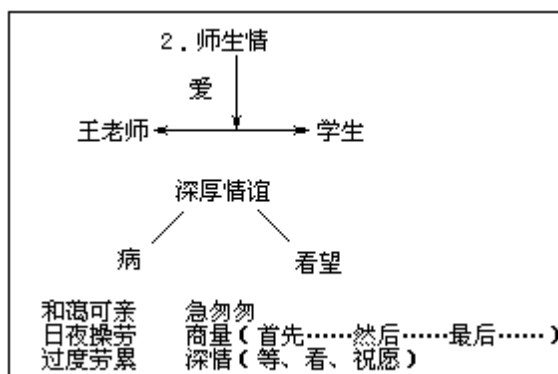 2．师生情
爱
王老师 学生
深厚情谊
病 看望
和蔼可亲 急匆匆
日夜操劳 商量（首先……然后……最后……）
过度劳累 深情（等、看、祝愿）